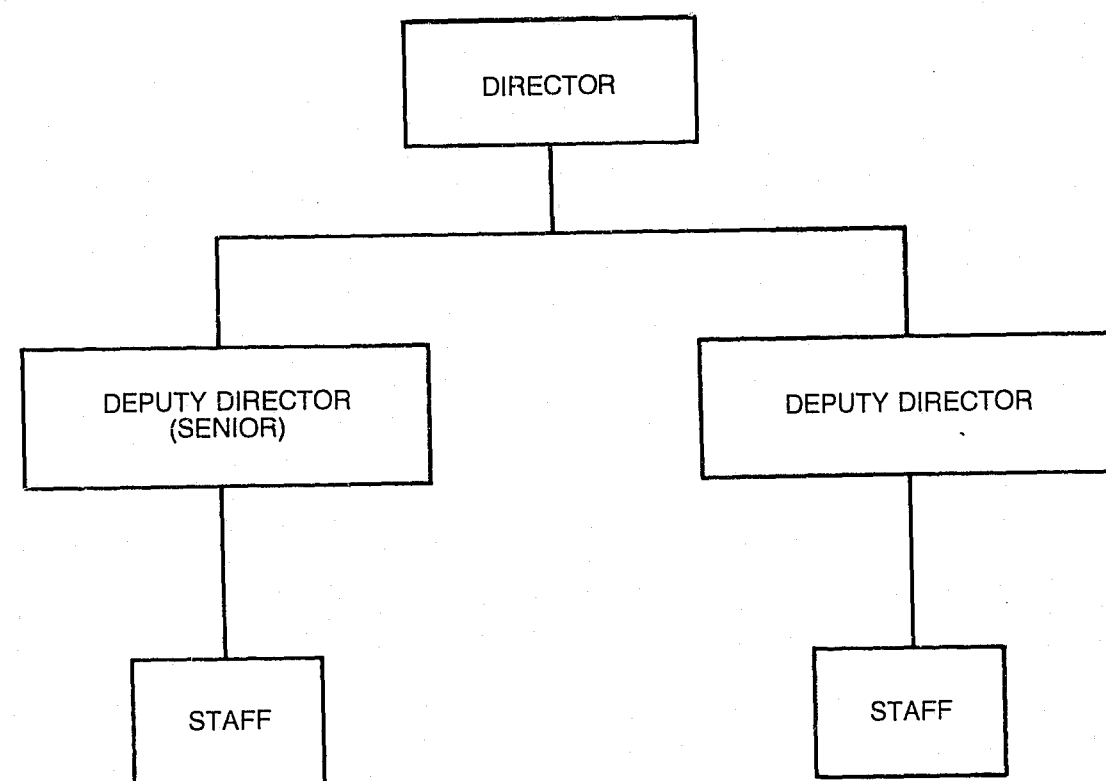 DIRECTOR
DEPUTY DIRECTOR
(SENIOR)
DEPUTY DIRECTOR
STAFF
STAFF